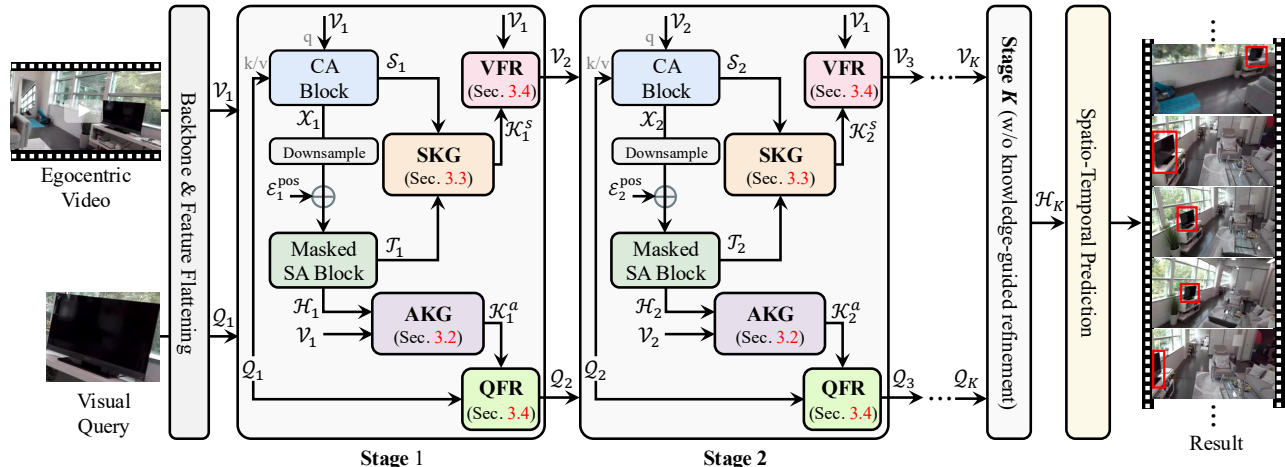 Egocentric
Video
Visual
Query
Backbone & Feature Flattening
𝒱₁
𝒬₁
𝒱₁
q
k/v
CA
Block
𝒮₁
𝒳₁
Downsample
ℰ₁ᵖᵒˢ
Masked
SA Block
𝒯₁
ℋ₁
𝒱₁
AKG
(Sec. 3.2)
𝒦₁ᵃ
SKG
(Sec. 3.3)
𝒦₁ˢ
𝒱₁
VFR
(Sec. 3.4)
𝒬₁
QFR
(Sec. 3.4)
Stage 1
𝒱₂
𝒬₂
𝒱₂
q
k/v
CA
Block
𝒮₂
𝒳₂
Downsample
ℰ₂ᵖᵒˢ
Masked
SA Block
𝒯₂
ℋ₂
𝒱₂
AKG
(Sec. 3.2)
𝒦₂ᵃ
SKG
(Sec. 3.3)
𝒦₂ˢ
𝒱₁
VFR
(Sec. 3.4)
𝒬₂
QFR
(Sec. 3.4)
Stage 2
𝒱₃
...
𝒱_K
𝒬₃
...
𝒬_K
Stage K (w/o knowledge-guided refinement)
ℋ_K
Spatio-Temporal
Prediction
Result